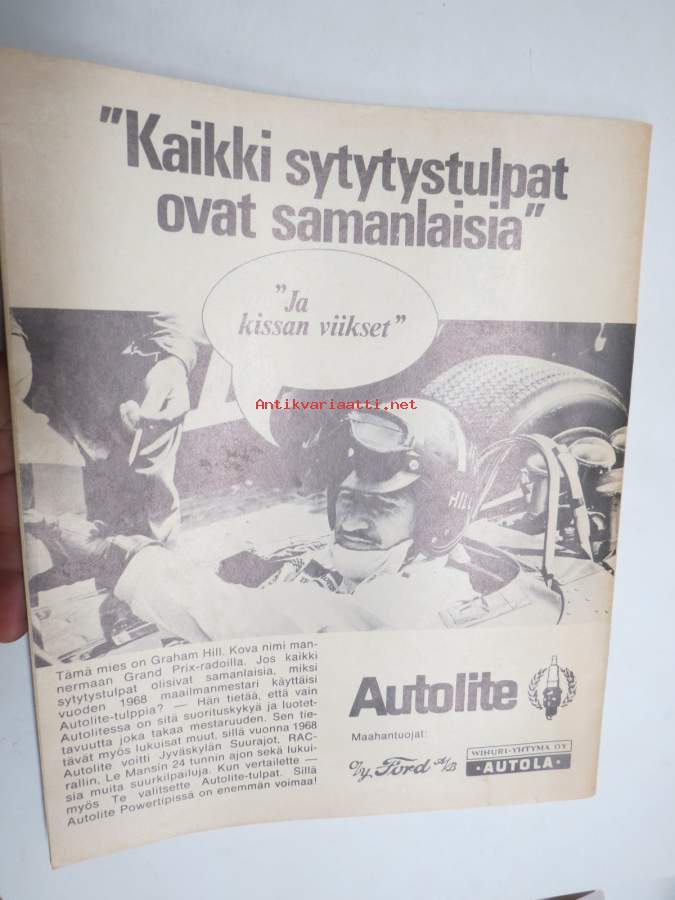 "Kaikki sytytystulpat
ovat samanlaisia"
"Ja
kissan viikset"
Antikvariaatti.net
HILL
Tämä mies on Graham Hill. Kova nimi man-
nermaan Grand Prix-radoilla. Jos kaikki
sytytystulpat olisivat samanlaisia, miksi
vuoden 1968 maailmanmestari käyttäisi
Autolite-tulppia? — Hän tietää, että vain
Autolitessa on sitä suorituskykyä ja luotet-
tavuutta joka takaa mestaruuden. Sen tie-
tävät myös lukuisat muut, sillä vuonna 1968
Autolite voitti Jyväskylän Suurajot. RAC-
rallin, Le Mansin 24 tunnin ajon sekä lukui-
sia muita suurkilpailuja. Kun vertailette —
myös Te valitsette Autolite-tulpat. Sillä
Autolite Powertipissä on enemmän voimaa!
Autolite
Maahantuojat:
O/y. Ford A/B
WIHURI-YHTYMÄ OY
· AUTOLA ·